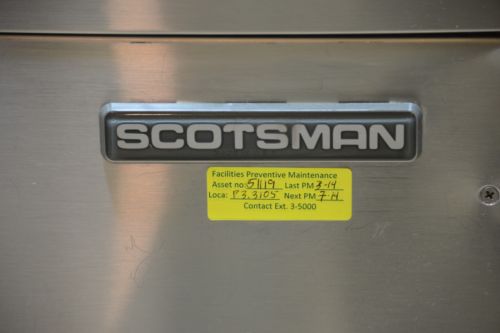 SCOTSMAN
Facilities Preventive Maintenance
Asset no: 51119 Last PM 3-14
Loca: P3.3105 Next PM 7-14
Contact Ext. 3-5000